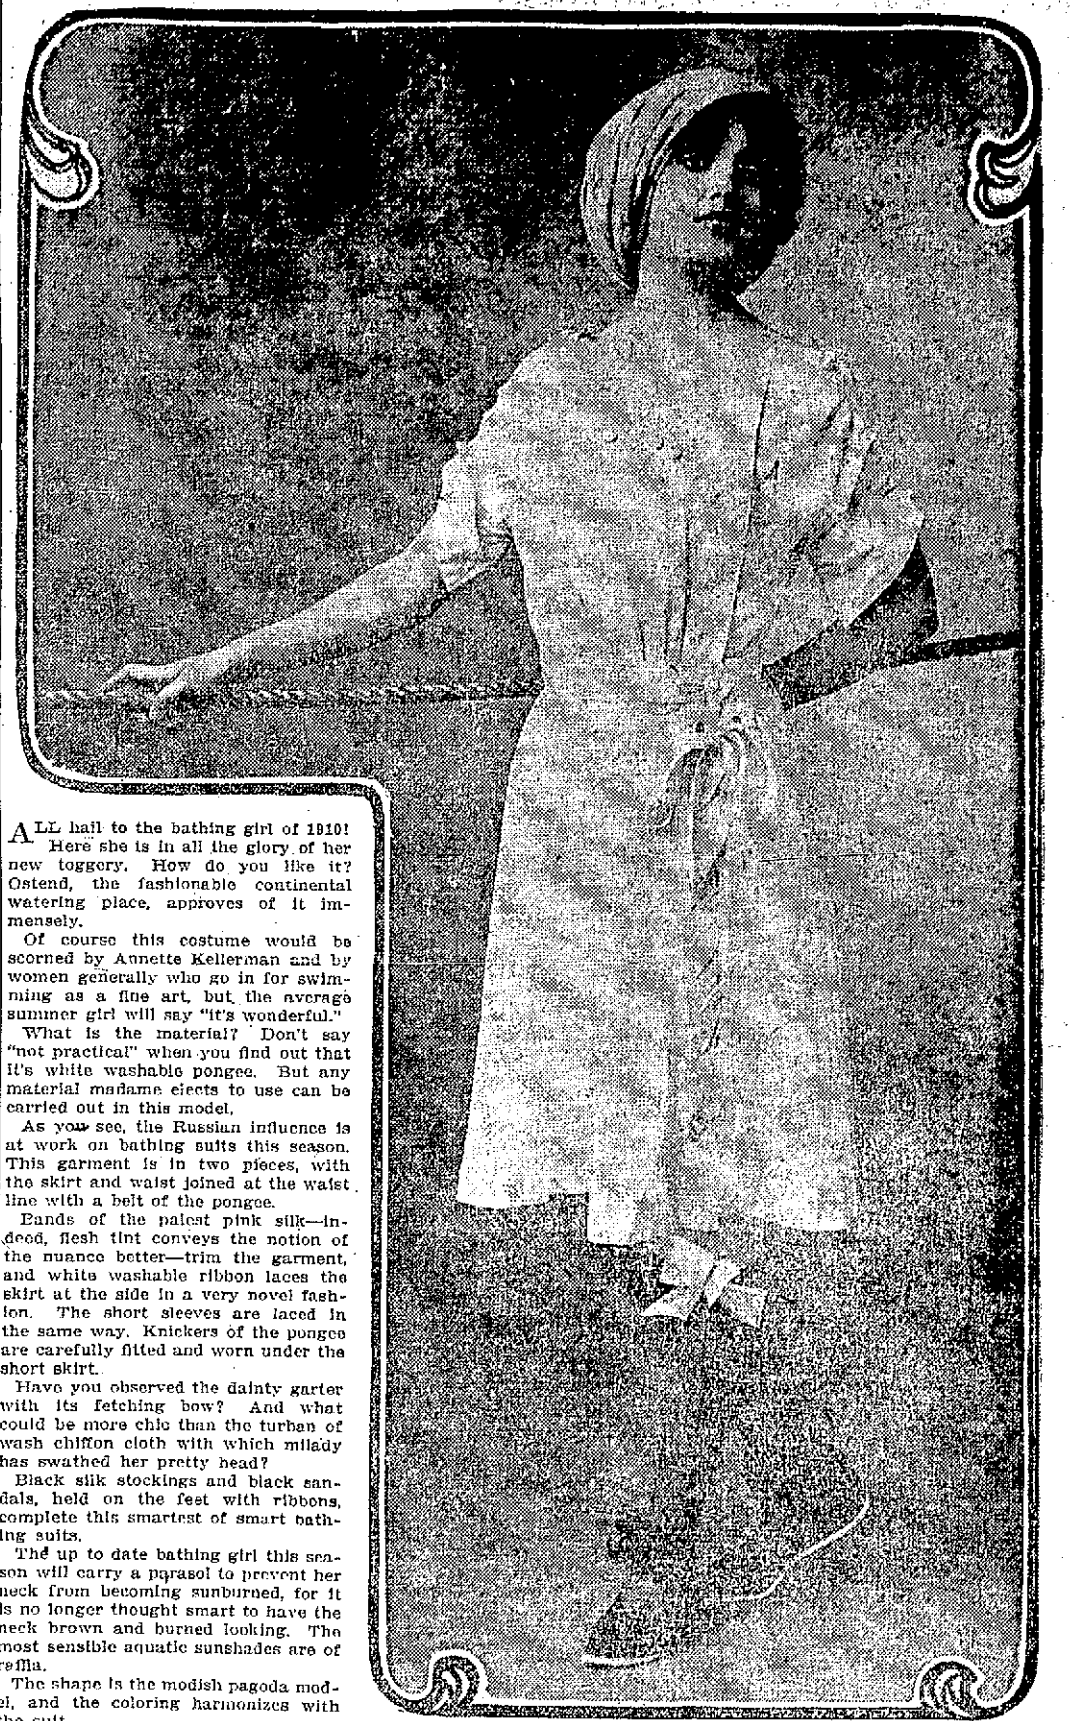 ALL hail to the bathing girl of 1910!
Here she is in all the glory of her
new toggery. How do you like it?
Ostend, the fashionable continental
watering place, approves of it im-
mensely.
Of course this costume would be
scorned by Annette Kellerman and by
women generally who go in for swim-
ming as a fine art, but the average
summer girl will say "it's wonderful."
What is the material? Don't say
"not practical" when you find out that
it's white washable pongee. But any
material madame elects to use can be
carried out in this model.
As you see, the Russian influence is
at work on bathing suits this season.
This garment is in two pieces, with
the skirt and waist joined at the waist
line with a belt of the pongee.
Bands of the palest pink silk—in-
deed, flesh tint conveys the notion of
the nuance better—trim the garment,
and white washable ribbon laces the
skirt at the side in a very novel fash-
ion. The short sleeves are laced in
the same way. Knickers of the pongee
are carefully fitted and worn under the
short skirt.
Have you observed the dainty garter
with its fetching bow? And what
could be more chic than the turban of
wash chiffon cloth with which milady
has swathed her pretty head?
Black silk stockings and black san-
dals, held on the feet with ribbons,
complete this smartest of smart bath-
ing suits.
The up to date bathing girl this sea-
son will carry a parasol to prevent her
neck from becoming sunburned, for it
is no longer thought smart to have the
neck brown and burned looking. The
most sensible aquatic sunshades are of
raffia.
The shape is the modish pagoda mod-
el, and the coloring harmonizes with
the suit